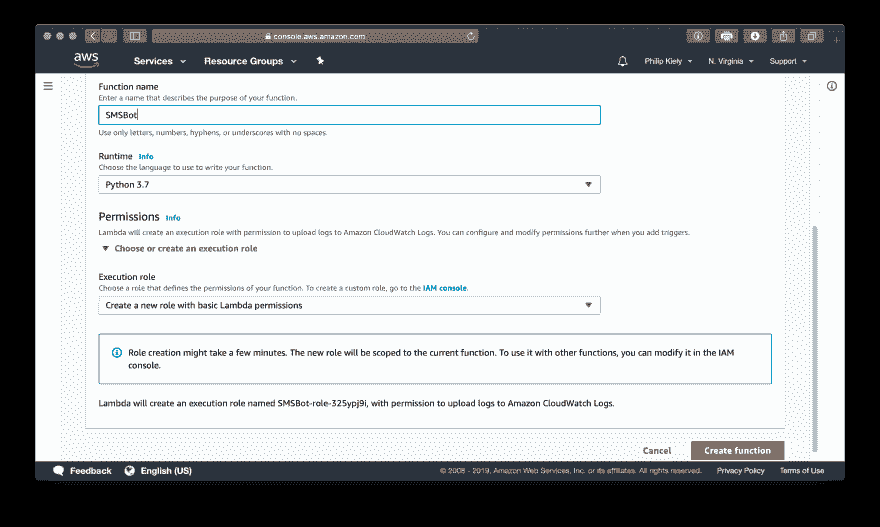 console.aws.amazon.com
aws Services Resource Groups Philip Kiely N. Virginia Support
Function name
Enter a name that describes the purpose of your function.
SMSBot
Use only letters, numbers, hyphens, or underscores with no spaces.
Runtime Info
Choose the language to use to write your function.
Python 3.7
Permissions Info
Lambda will create an execution role with permission to upload logs to Amazon CloudWatch Logs. You can configure and modify permissions further when you add triggers.
Choose or create an execution role
Execution role
Choose a role that defines the permissions of your function. To create a custom role, go to the IAM console.
Create a new role with basic Lambda permissions
Role creation might take a few minutes. The new role will be scoped to the current function. To use it with other functions, you can modify it in the IAM
console.
Lambda will create an execution role named SMSBot-role-325ypj9i, with permission to upload logs to Amazon CloudWatch Logs.
Cancel Create function
Feedback English (US) © 2008 - 2019, Amazon Web Services, Inc. or its affiliates. All rights reserved. Privacy Policy Terms of Use